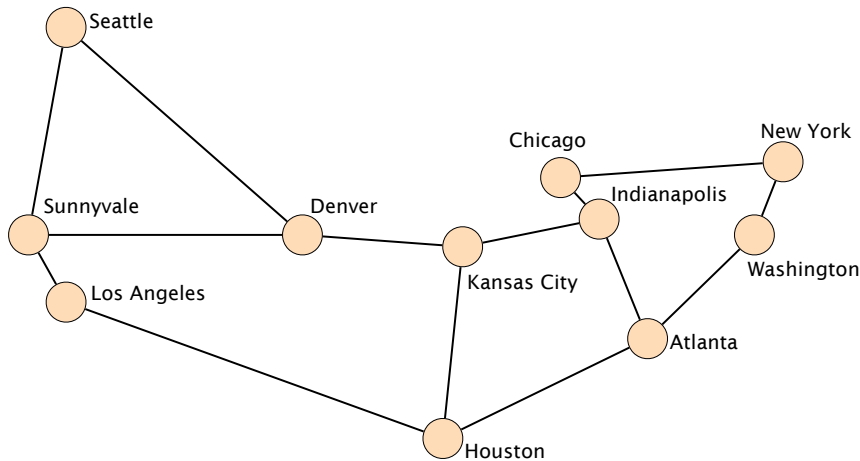 Seattle
New York
Chicago
Indianapolis
Sunnyvale
Denver
Washington
Kansas City
Los Angeles
Atlanta
Houston